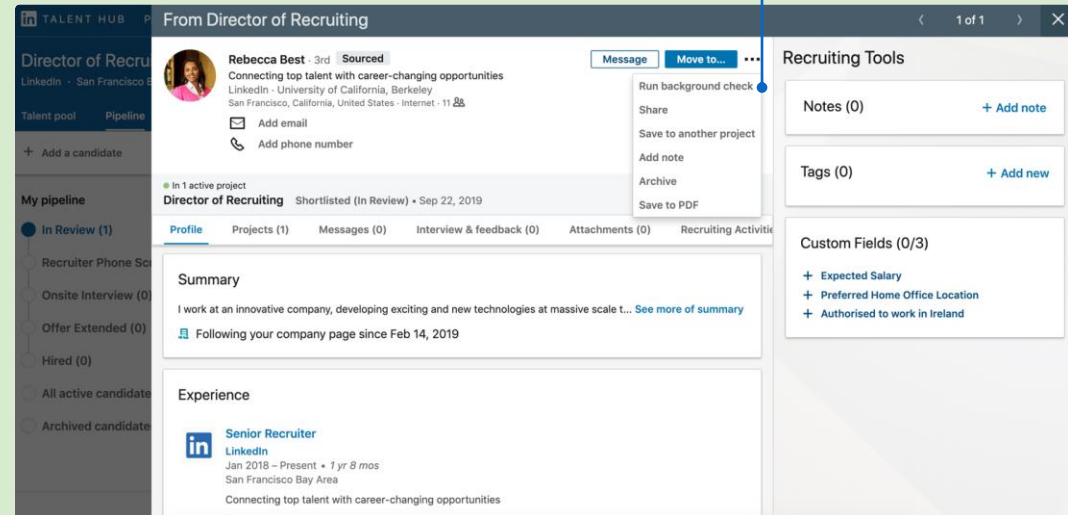 in TALENT HUB P
From Director of Recruiting
1 of 1
Director of Recru
LinkedIn · San Francisco B
Talent pool Pipeline
+ Add a candidate
My pipeline
In Review (1)
Recruiter Phone Scr
Onsite Interview (0)
Offer Extended (0)
Hired (0)
All active candidate
Archived candidate
Rebecca Best · 3rd Sourced
Connecting top talent with career-changing opportunities
LinkedIn · University of California, Berkeley
San Francisco, California, United States · Internet · 11
Add email
Add phone number
Message Move to... •••
Run background check
Share
Save to another project
Add note
Archive
Save to PDF
In 1 active project
Director of Recruiting Shortlisted (In Review) • Sep 22, 2019
Profile Projects (1) Messages (0) Interview & feedback (0) Attachments (0) Recruiting Activitie
Summary
I work at an innovative company, developing exciting and new technologies at massive scale t... See more of summary
Following your company page since Feb 14, 2019
Experience
in
Senior Recruiter
LinkedIn
Jan 2018 – Present • 1 yr 8 mos
San Francisco Bay Area
Connecting top talent with career-changing opportunities
Recruiting Tools
Notes (0) + Add note
Tags (0) + Add new
Custom Fields (0/3)
+ Expected Salary
+ Preferred Home Office Location
+ Authorised to work in Ireland